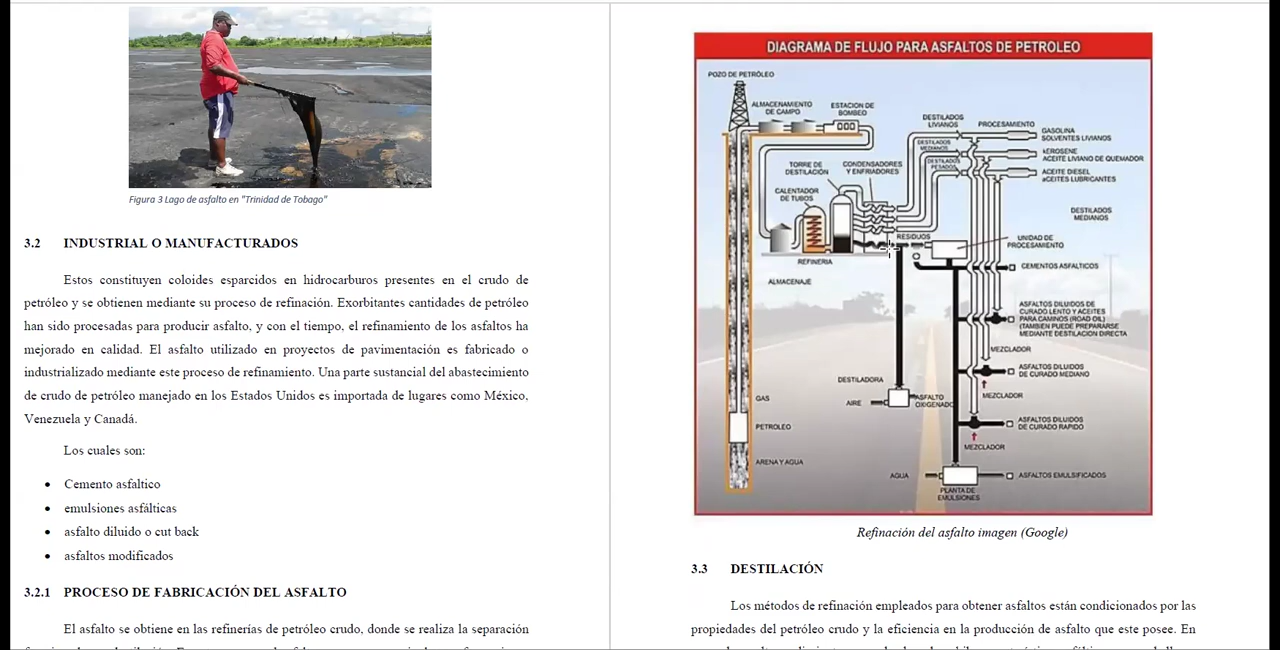 Figura 3 Lago de asfalto en "Trinidad de Tobago"
3.2 INDUSTRIAL O MANUFACTURADOS
Estos constituyen coloides esparcidos en hidrocarburos presentes en el crudo de
petróleo y se obtienen mediante su proceso de refinación. Exorbitantes cantidades de petróleo
han sido procesadas para producir asfalto, y con el tiempo, el refinamiento de los asfaltos ha
mejorado en calidad. El asfalto utilizado en proyectos de pavimentación es fabricado o
industrializado mediante este proceso de refinamiento. Una parte sustancial del abastecimiento
de crudo de petróleo manejado en los Estados Unidos es importada de lugares como México,
Venezuela y Canadá.
Los cuales son:
• Cemento asfaltico
• emulsiones asfálticas
• asfalto diluido o cut back
• asfaltos modificados
3.2.1 PROCESO DE FABRICACIÓN DEL ASFALTO
El asfalto se obtiene en las refinerías de petróleo crudo, donde se realiza la separación
DIAGRAMA DE FLUJO PARA ASFALTOS DE PETROLEO
POZO DE PETRÓLEO
ALMACENAMIENTO
DE CAMPO
ESTACION DE
BOMBEO
DESTILADOS
LIVIANOS
PROCESAMIENTO
GASOLINA
SOLVENTES LIVIANOS
DESTILADOS
MEDIANOS
KEROSENE
ACEITE LIVIANO DE QUEMADOR
DESTILADOS
PESADOS
ACEITE DIESEL
aCEITES LUBRICANTES
TORRE DE
DESTILACIÓN
CONDENSADORES
Y ENFRIADORES
CALENTADOR
DE TUBOS
DESTILADOS
MEDIANOS
RESIDUOS
UNIDAD DE
PROCESAMIENTO
REFINERIA
CEMENTOS ASFALTICOS
ALMACENAJE
ASFALTOS DILUIDOS DE
CURADO LENTO Y ACEITES
PARA CAMINOS (ROAD OIL)
(TAMBIEN PUEDE PREPARARSE
MEDIANTE DESTILACION DIRECTA
MEZCLADOR
ASFALTOS DILUIDOS
DE CURADO MEDIANO
DESTILADORA
MEZCLADOR
GAS
AIRE
ASFALTO
OXIGENADO
ASFALTOS DILUIDOS
DE CURADO RAPIDO
PETROLEO
MEZCLADOR
ARENA Y AGUA
AGUA
ASFALTOS EMULSIFICADOS
PLANTA DE
EMULSIONES
Refinación del asfalto imagen (Google)
3.3 DESTILACIÓN
Los métodos de refinación empleados para obtener asfaltos están condicionados por las
propiedades del petróleo crudo y la eficiencia en la producción de asfalto que este posee. En